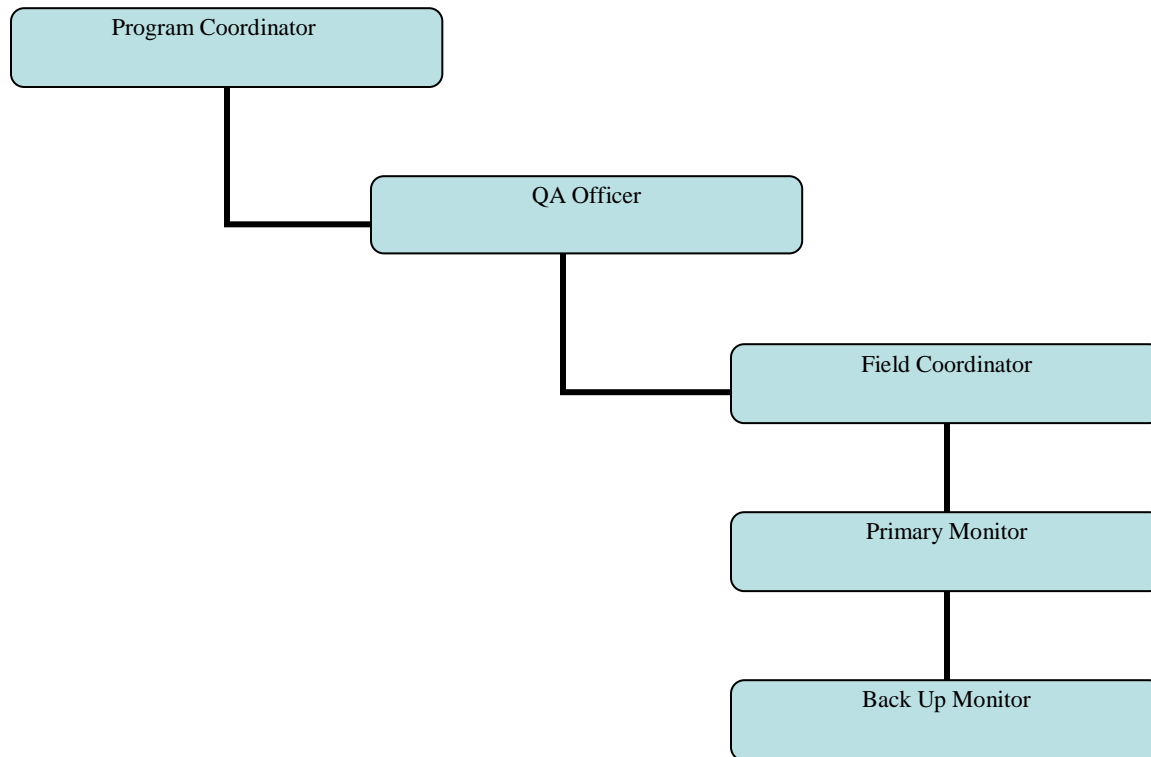 Program Coordinator
QA Officer
Field Coordinator
Primary Monitor
Back Up Monitor